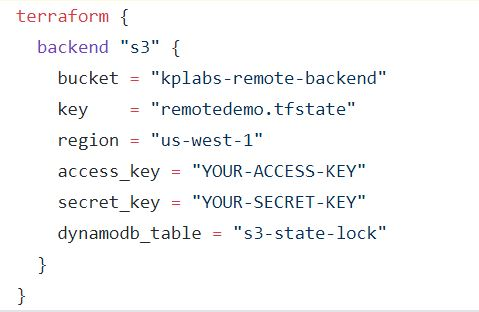 terraform {
  backend "s3" {
    bucket = "kplabs-remote-backend"
    key    = "remotedemo.tfstate"
    region = "us-west-1"
    access_key = "YOUR-ACCESS-KEY"
    secret_key = "YOUR-SECRET-KEY"
    dynamodb_table = "s3-state-lock"
  }
}